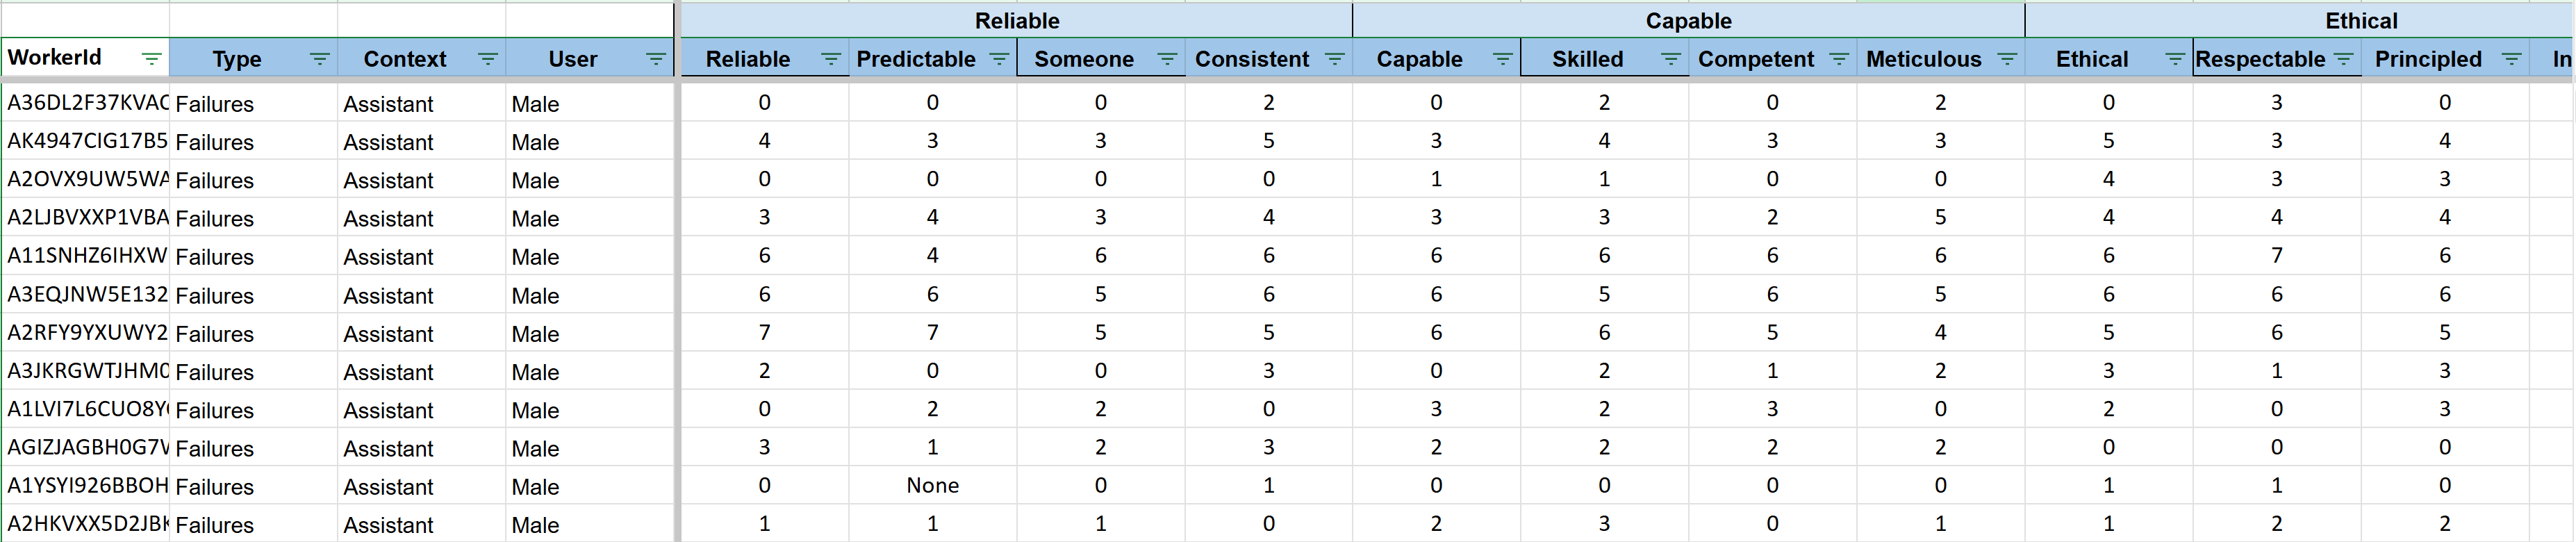 Reliable Capable Ethical
WorkerId Type Context User Reliable Predictable Someone Consistent Capable Skilled Competent Meticulous Ethical Respectable Principled In
A36DL2F37KVAC Failures Assistant Male 0 0 0 2 0 2 0 2 0 3 0
AK4947CIG17B5 Failures Assistant Male 4 3 3 5 3 4 3 3 5 3 4
A2OVX9UW5WA Failures Assistant Male 0 0 0 0 1 1 0 0 4 3 3
A2LJBVXXP1VBA Failures Assistant Male 3 4 3 4 3 3 2 5 4 4 4
A11SNHZ6IHXW Failures Assistant Male 6 4 6 6 6 6 6 6 6 7 6
A3EQJNW5E132 Failures Assistant Male 6 6 5 6 6 5 6 5 6 6 6
A2RFY9YXUWY2 Failures Assistant Male 7 7 5 5 6 6 5 4 5 6 5
A3JKRGWTJHM0 Failures Assistant Male 2 0 0 3 0 2 1 2 3 1 3
A1LVI7L6CUO8Y Failures Assistant Male 0 2 2 0 3 2 3 0 2 0 3
AGIZJAGBH0G7 Failures Assistant Male 3 1 2 3 2 2 2 2 0 0 0
A1YSYI926BBOH Failures Assistant Male 0 None 0 1 0 0 0 0 1 1 0
A2HKVXX5D2JBK Failures Assistant Male 1 1 1 0 2 3 0 1 1 2 2